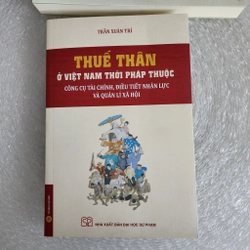 TRẦN XUÂN TRÍ
THUẾ THÂN
Ở VIỆT NAM THỜI PHÁP THUỘC
CÔNG CỤ TÀI CHÍNH, ĐIỀU TIẾT NHÂN LỰC
VÀ QUẢN LÍ XÃ HỘI
NHÀ XUẤT BẢN ĐẠI HỌC SƯ PHẠM